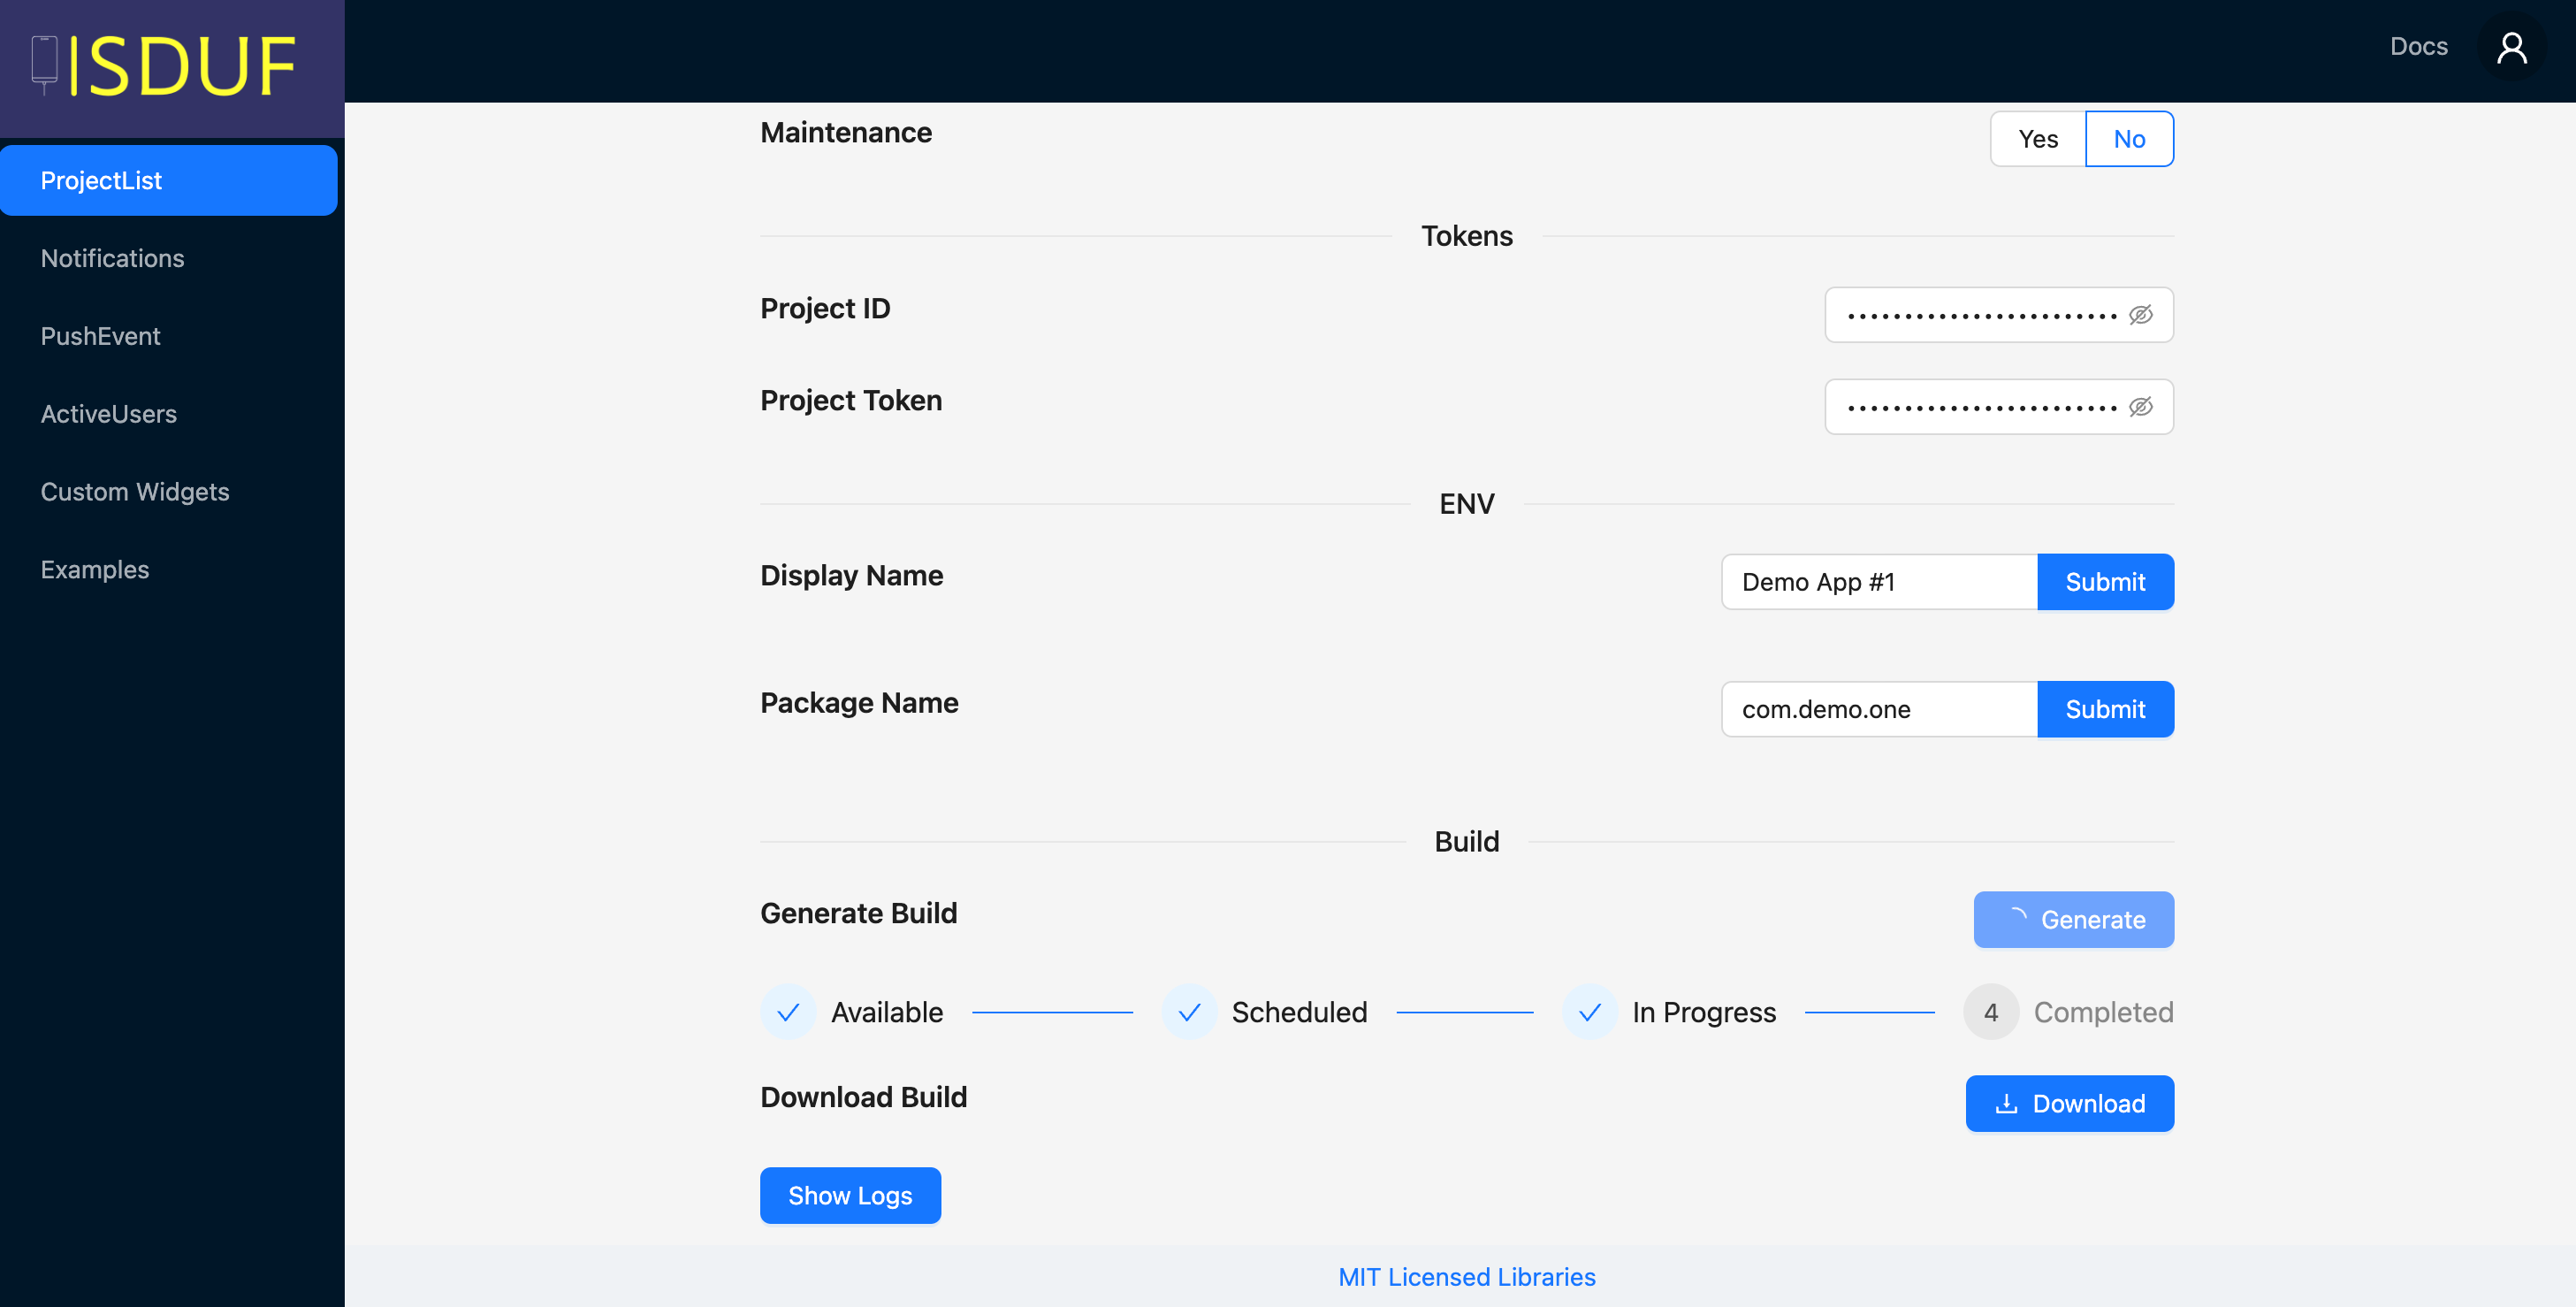 ISDUF
Docs
ProjectList
Notifications
PushEvent
ActiveUsers
Custom Widgets
Examples
Maintenance
Yes No
Tokens
Project ID ••••••••••••••••••••••••
Project Token ••••••••••••••••••••••••
ENV
Display Name Demo App #1 Submit
Package Name com.demo.one Submit
Build
Generate Build Generate
Available Scheduled In Progress 4 Completed
Download Build Download
Show Logs
MIT Licensed Libraries